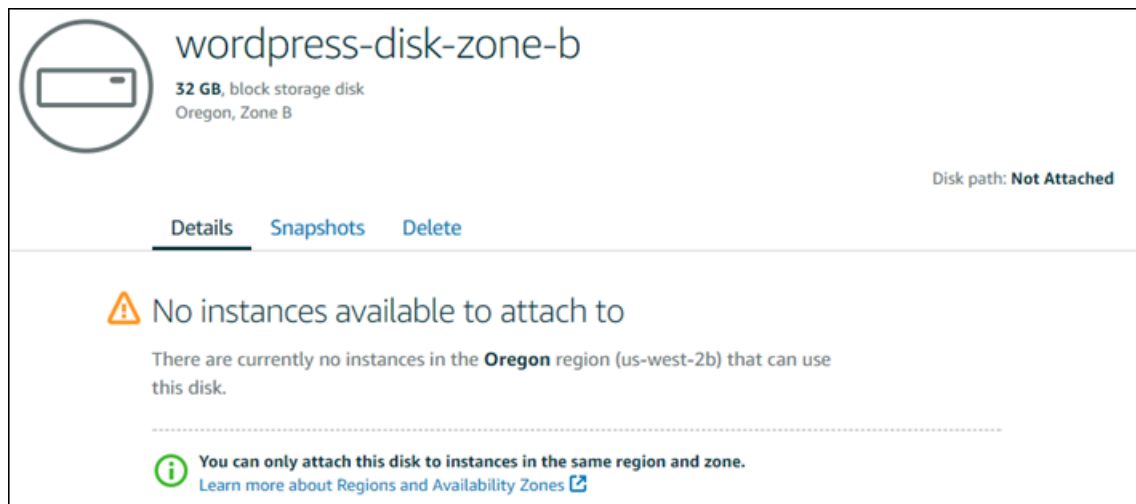 wordpress-disk-zone-b
32 GB, block storage disk
Oregon, Zone B
Disk path: Not Attached
Details Snapshots Delete
No instances available to attach to
There are currently no instances in the Oregon region (us-west-2b) that can use
this disk.
You can only attach this disk to instances in the same region and zone.
Learn more about Regions and Availability Zones